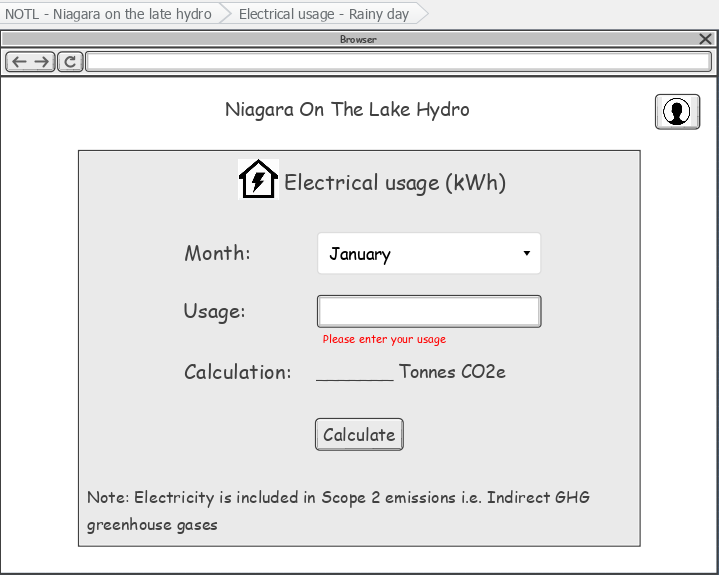 NOTL - Niagara on the late hydro
Electrical usage - Rainy day
Browser
Niagara On The Lake Hydro
Electrical usage (kWh)
Month:
January
Usage:
Please enter your usage
Calculation: _______ Tonnes CO2e
Calculate
Note: Electricity is included in Scope 2 emissions i.e. Indirect GHG
greenhouse gases